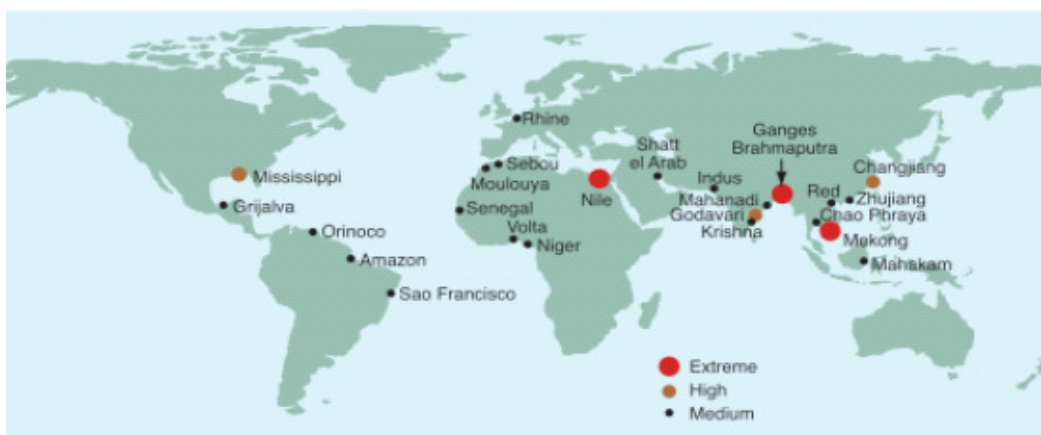 Rhine
Ganges
Brahmaputra
Shatt
el Arab
Sebou
Moulouya
Mississippi
Indus
Changjiang
Nile
Mahanadi
Red
Zhujiang
Grijalva
Senegal
Godavari
Chao Phraya
Volta
Krishna
Orinoco
Niger
Mekong
Amazon
Mahakam
Sao Francisco
Extreme
High
Medium